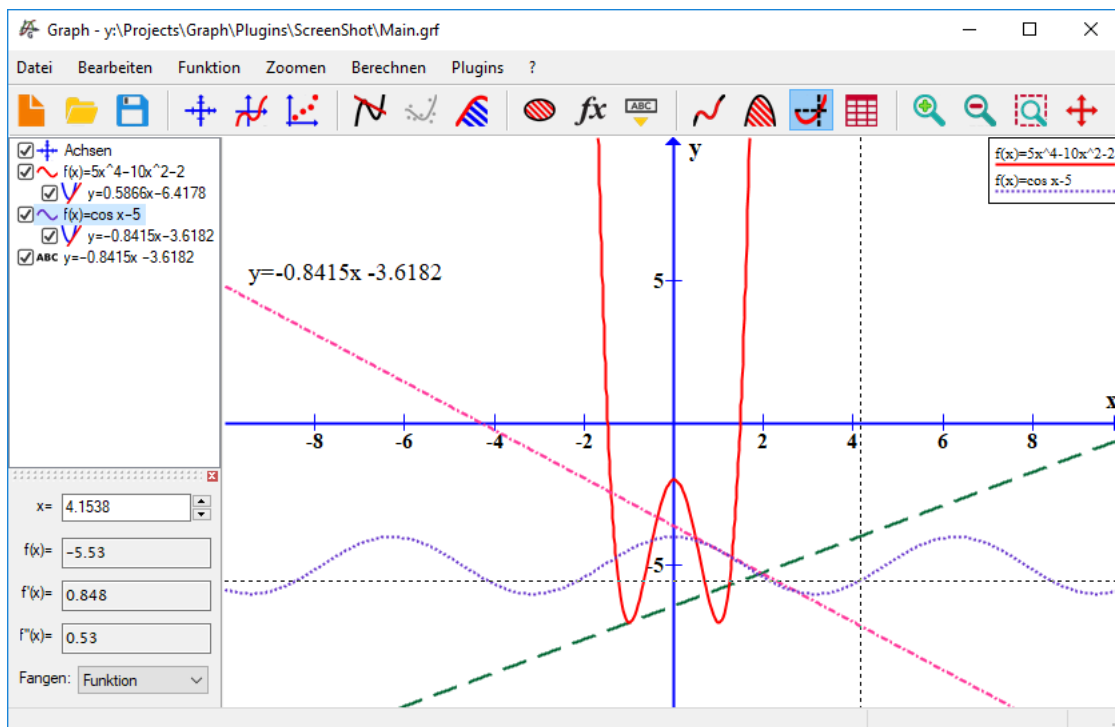 Graph - y:\Projects\Graph\Plugins\ScreenShot\Main.grf
Datei Bearbeiten Funktion Zoomen Berechnen Plugins ?
fx ABC
Achsen
f(x)=5x^4-10x^2-2
y=0.5866x-6.4178
f(x)=cos x-5
y=-0.8415x-3.6182
ABC y=-0.8415x -3.6182
x= 4.1538
f(x)= -5.53
f'(x)= 0.848
f''(x)= 0.53
Fangen: Funktion
y
f(x)=5x^4-10x^2-2
f(x)=cos x-5
y=-0.8415x -3.6182
5
x
-8 -6 -4 2 4 6 8
-5